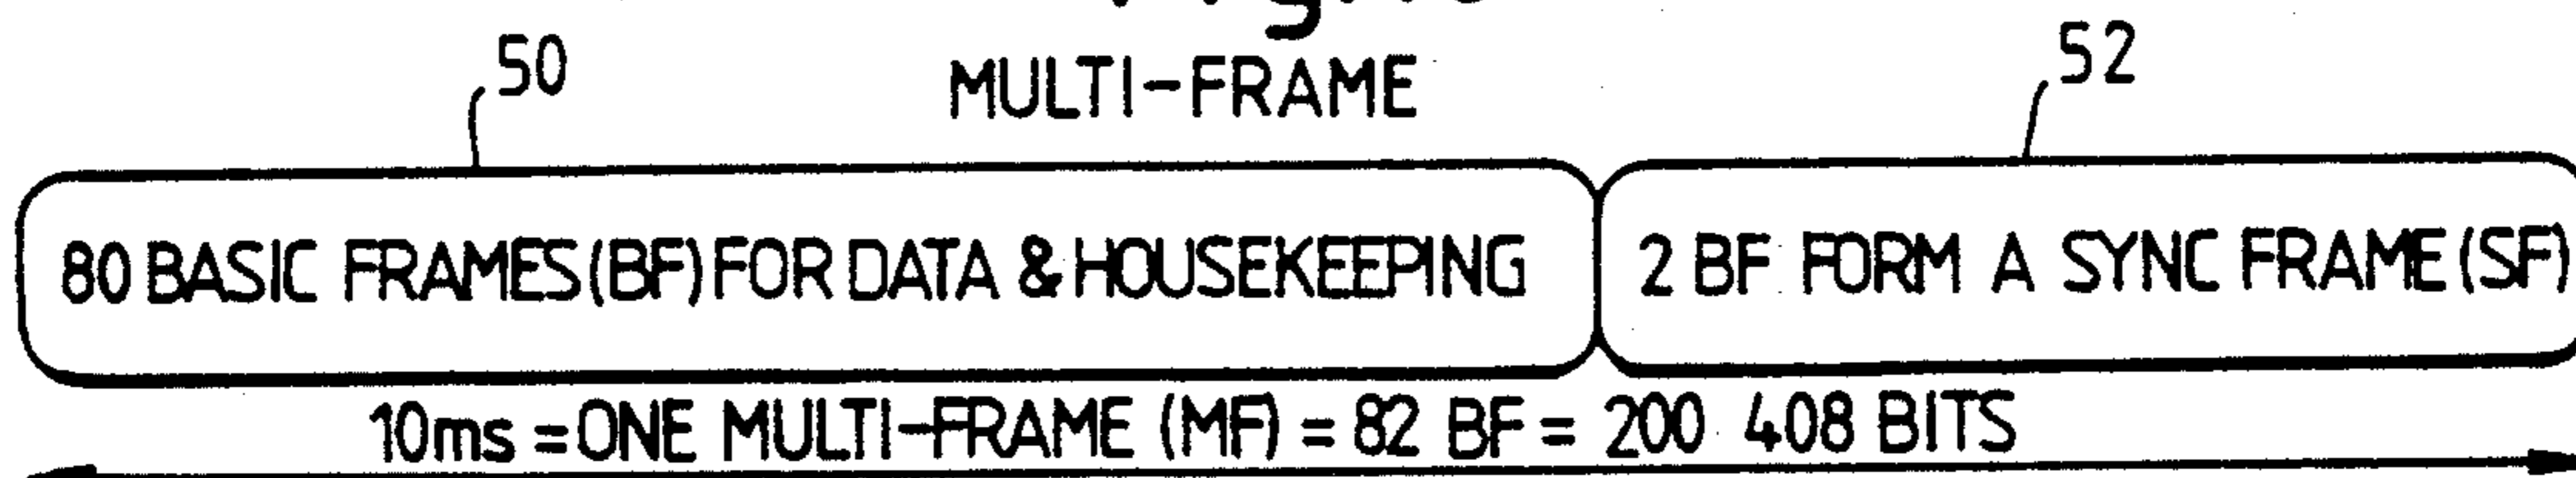 50
52
MULTI-FRAME
80 BASIC FRAMES(BF) FOR DATA & HOUSEKEEPING
2 BF FORM A SYNC FRAME (SF)
10ms = ONE MULTI-FRAME (MF) = 82 BF = 200 408 BITS